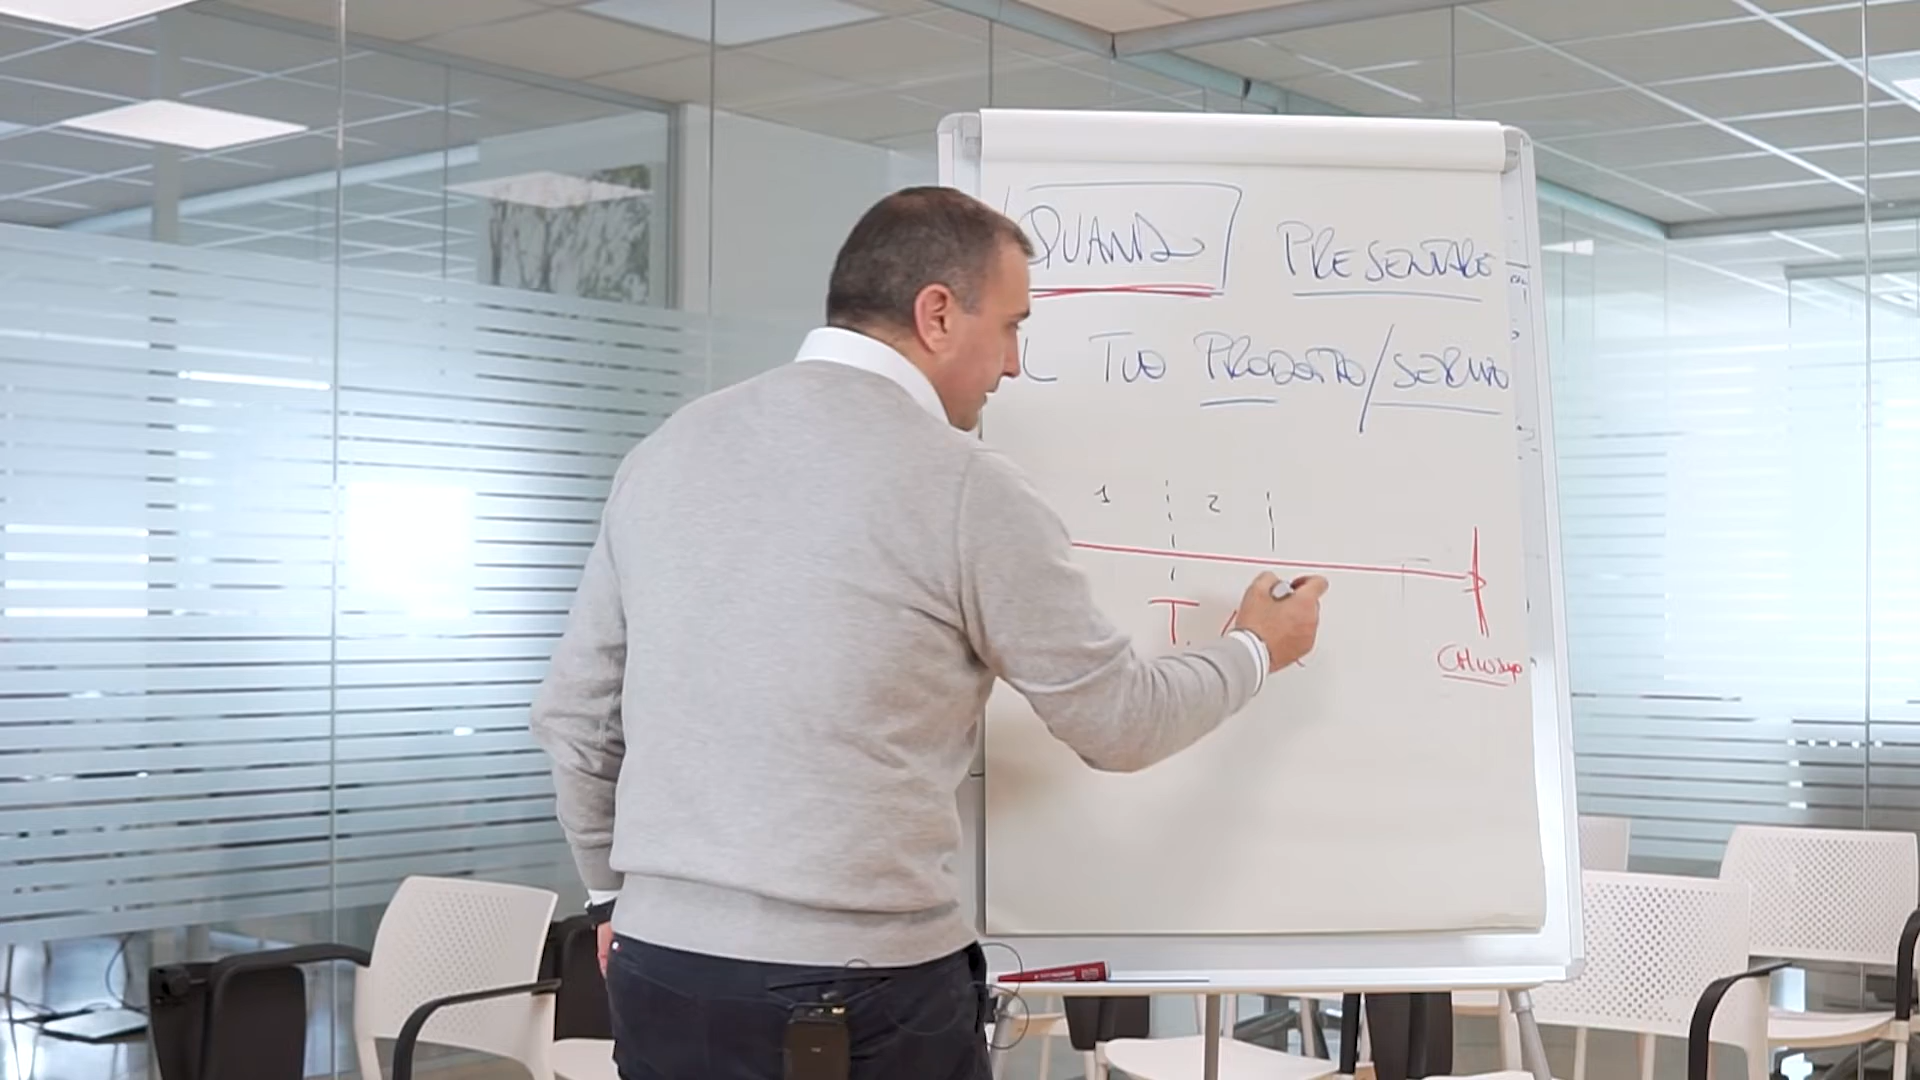 QUANDO PRESENTARE
IL TUO PRODOTTO/SERVIZIO
1 2
T.
CHIUSURA